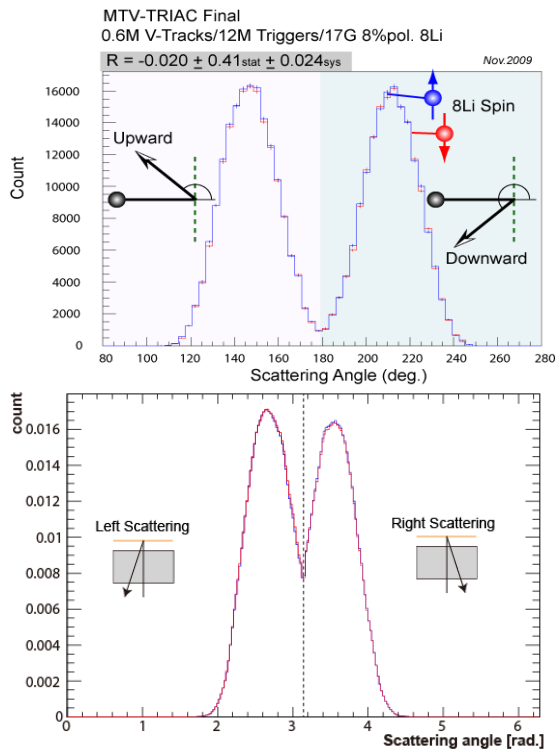 MTV-TRIAC Final
0.6M V-Tracks/12M Triggers/17G 8%pol. 8Li
R = -0.020 ± 0.41stat ± 0.024sys
Nov.2009
16000
14000
12000
10000
8000
6000
4000
2000
0
Count
Upward
8Li Spin
Downward
80 100 120 140 160 180 200 220 240 260 280
Scattering Angle (deg.)
count
0.016
0.014
0.012
0.01
0.008
0.006
0.004
0.002
0
Left Scattering
Right Scattering
0 1 2 3 4 5 6
Scattering angle [rad.]